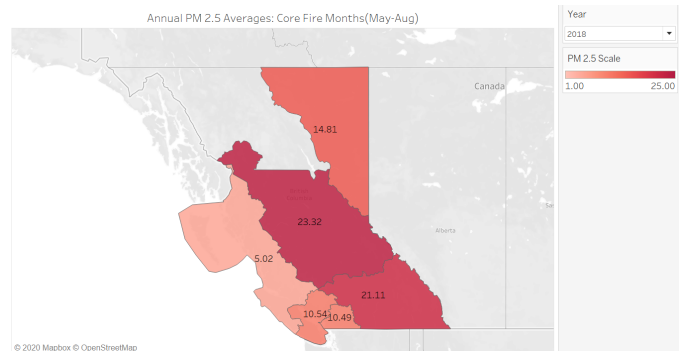 Annual PM 2.5 Averages: Core Fire Months(May-Aug)
Year
2018
PM 2.5 Scale
1.00 25.00
Canada
14.81
23.32
Alberta
5.02
21.11
10.54
10.49
© 2020 Mapbox © OpenStreetMap